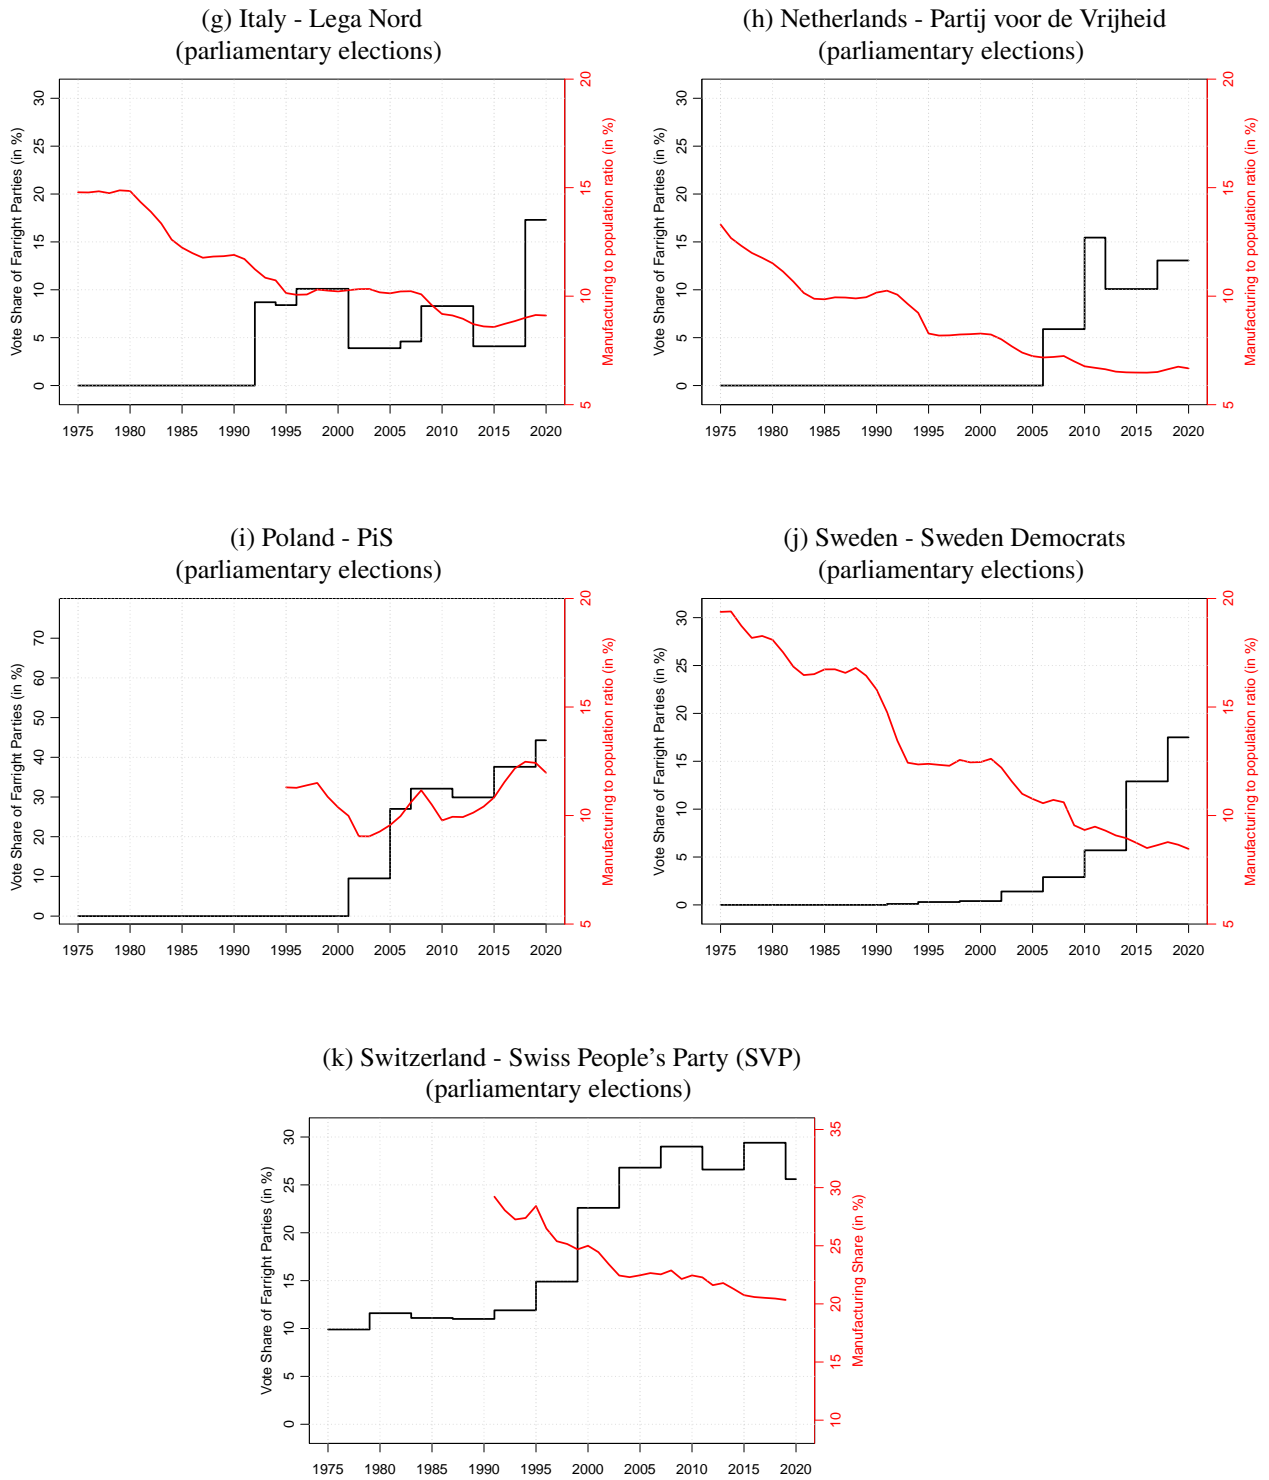 (g) Italy - Lega Nord
(parliamentary elections)
Vote Share of Farright Parties (in %)
0 5 10 15 20 25 30
Manufacturing to population ratio (in %)
5 10 15 20
1975 1980 1985 1990 1995 2000 2005 2010 2015 2020
(h) Netherlands - Partij voor de Vrijheid
(parliamentary elections)
Vote Share of Farright Parties (in %)
0 5 10 15 20 25 30
Manufacturing to population ratio (in %)
5 10 15 20
1975 1980 1985 1990 1995 2000 2005 2010 2015 2020
(i) Poland - PiS
(parliamentary elections)
Vote Share of Farright Parties (in %)
0 10 20 30 40 50 60 70
Manufacturing to population ratio (in %)
5 10 15 20
1975 1980 1985 1990 1995 2000 2005 2010 2015 2020
(j) Sweden - Sweden Democrats
(parliamentary elections)
Vote Share of Farright Parties (in %)
0 5 10 15 20 25 30
Manufacturing to population ratio (in %)
5 10 15 20
1975 1980 1985 1990 1995 2000 2005 2010 2015 2020
(k) Switzerland - Swiss People's Party (SVP)
(parliamentary elections)
Vote Share of Farright Parties (in %)
0 5 10 15 20 25 30
Manufacturing Share (in %)
10 15 20 25 30 35
1975 1980 1985 1990 1995 2000 2005 2010 2015 2020